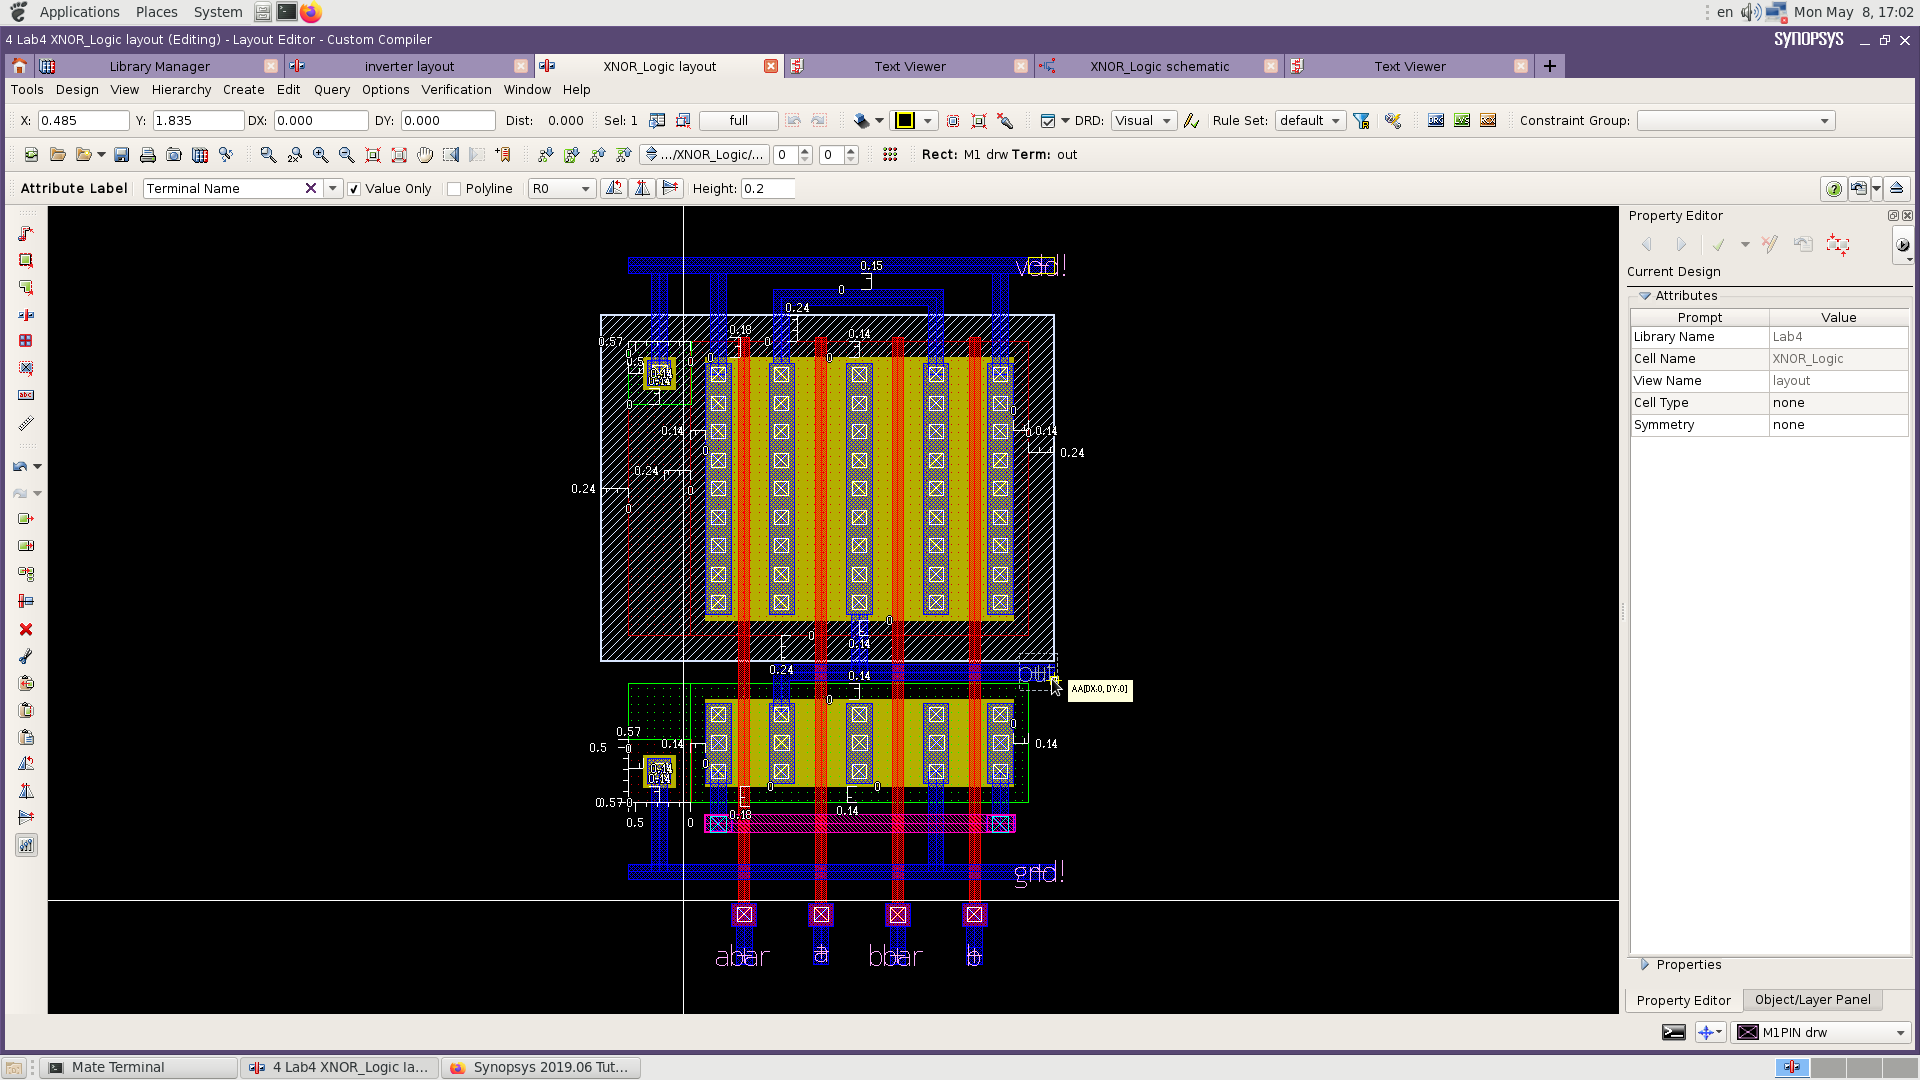 Applications Places System en Mon May 8, 17:02
4 Lab4 XNOR_Logic layout (Editing) - Layout Editor - Custom Compiler SYNOPSYS
Library Manager inverter layout XNOR_Logic layout Text Viewer XNOR_Logic schematic Text Viewer
Tools Design View Hierarchy Create Edit Query Options Verification Window Help
X: 0.485 Y: 1.835 DX: 0.000 DY: 0.000 Dist: 0.000 Sel: 1 full DRD: Visual Rule Set: default Constraint Group:
.../XNOR_Logic/... 0 0 Rect: M1 drw Term: out
Attribute Label Terminal Name Value Only Polyline R0 Height: 0.2
Property Editor
Current Design
Attributes
Prompt Value
Library Name Lab4
Cell Name XNOR_Logic
View Name layout
Cell Type none
Symmetry none
vdd!
0.15
0
0.24
0.18
0.14
0.57
0
0
0
0.14
0.14
0.24
0.24
0.24
0
0.14
0.24
out
0.14
AA[DX:0, DY:0]
0.57
0.5
0.14
0.14
0.14
0.14
0.57
0.5 0
0.18
0.14
gnd!
abar a bbar b
Properties
Property Editor Object/Layer Panel
M1PIN drw
Mate Terminal 4 Lab4 XNOR_Logic la... Synopsys 2019.06 Tut...